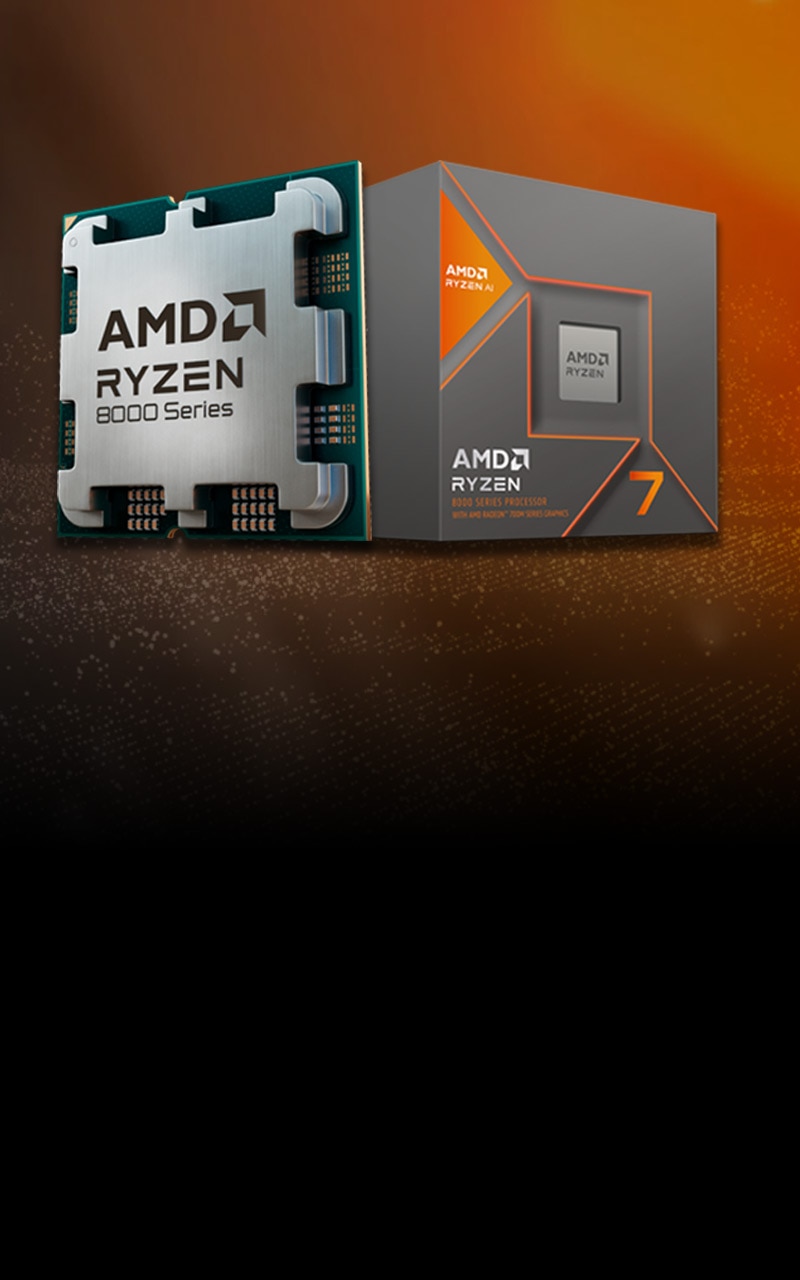 AMD
RYZEN
8000 Series
AMD
RYZEN AI
AMD
RYZEN
AMD
RYZEN
8000 SERIES PROCESSOR
WITH AMD RADEON™ 700M SERIES GRAPHICS
7